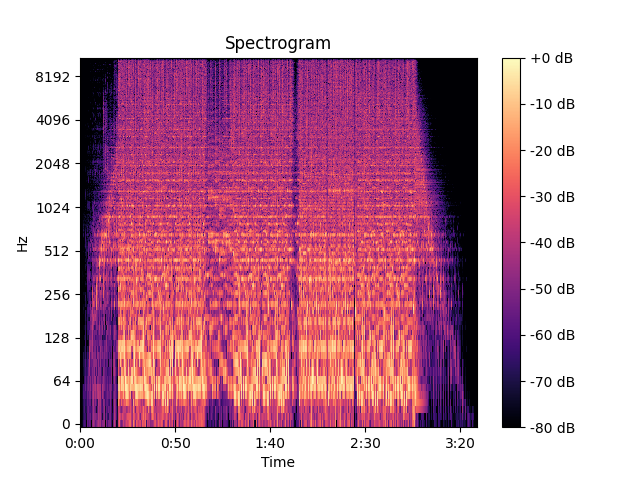 Spectrogram
8192
4096
2048
1024
512
256
128
64
0
Hz
0:00 0:50 1:40 2:30 3:20
Time
+0 dB
-10 dB
-20 dB
-30 dB
-40 dB
-50 dB
-60 dB
-70 dB
-80 dB